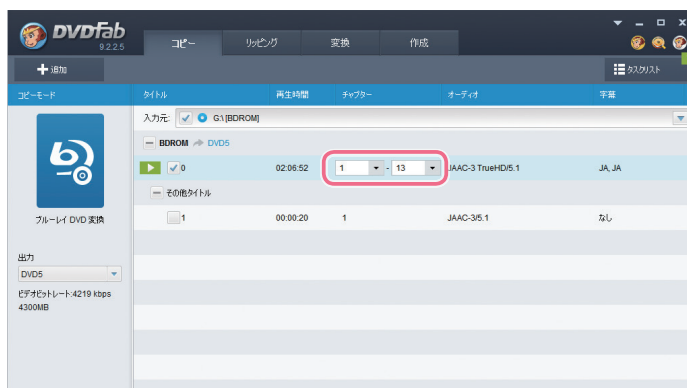 DVDFab
9.2.2.5
コピー リッピング 変換 作成
追加 タスクリスト
コピーモード タイトル 再生時間 チャプター オーディオ 字幕
入力元: G:\ [BDROM]
BDROM DVD5
0 02:06:52 1 - 13 JAAC-3 TrueHD/5.1 JA, JA
その他タイトル
1 00:00:20 1 JAAC-3/5.1 なし
ブルーレイ DVD 変換
出力
DVD5
ビデオビットレート:4219 kbps
4300MB